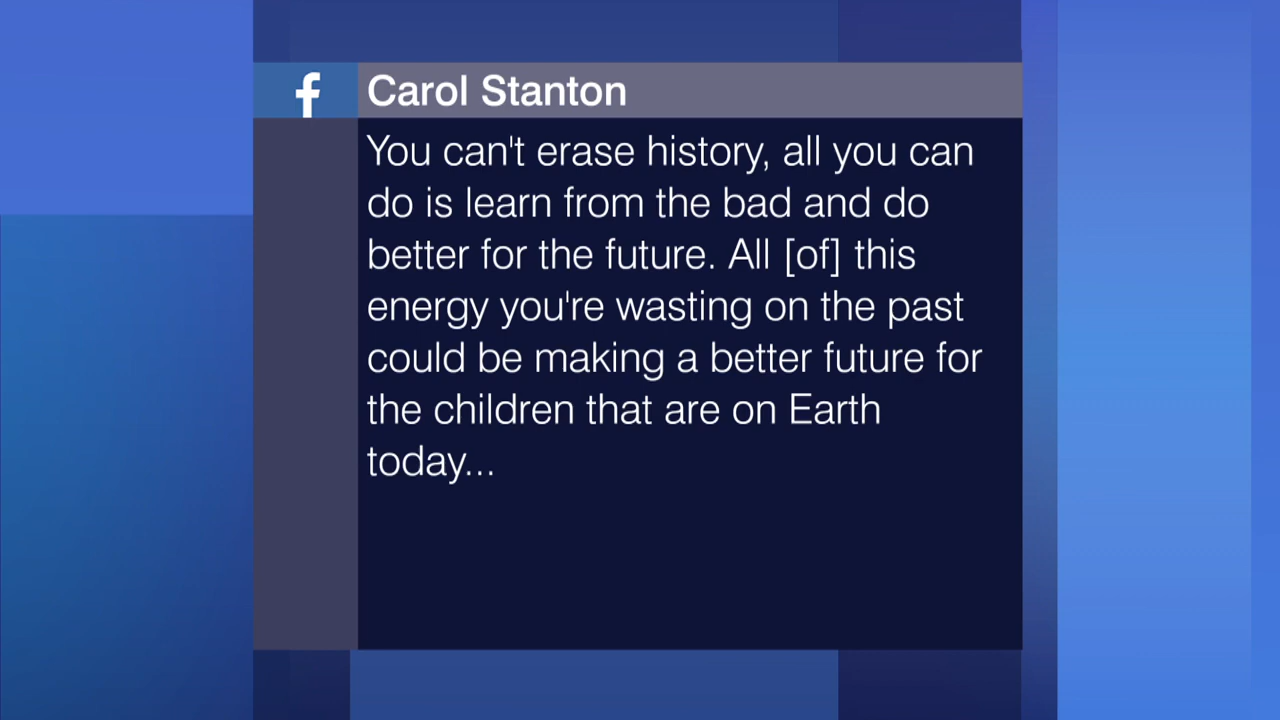 f
Carol Stanton
You can't erase history, all you can
do is learn from the bad and do
better for the future. All [of] this
energy you're wasting on the past
could be making a better future for
the children that are on Earth
today...